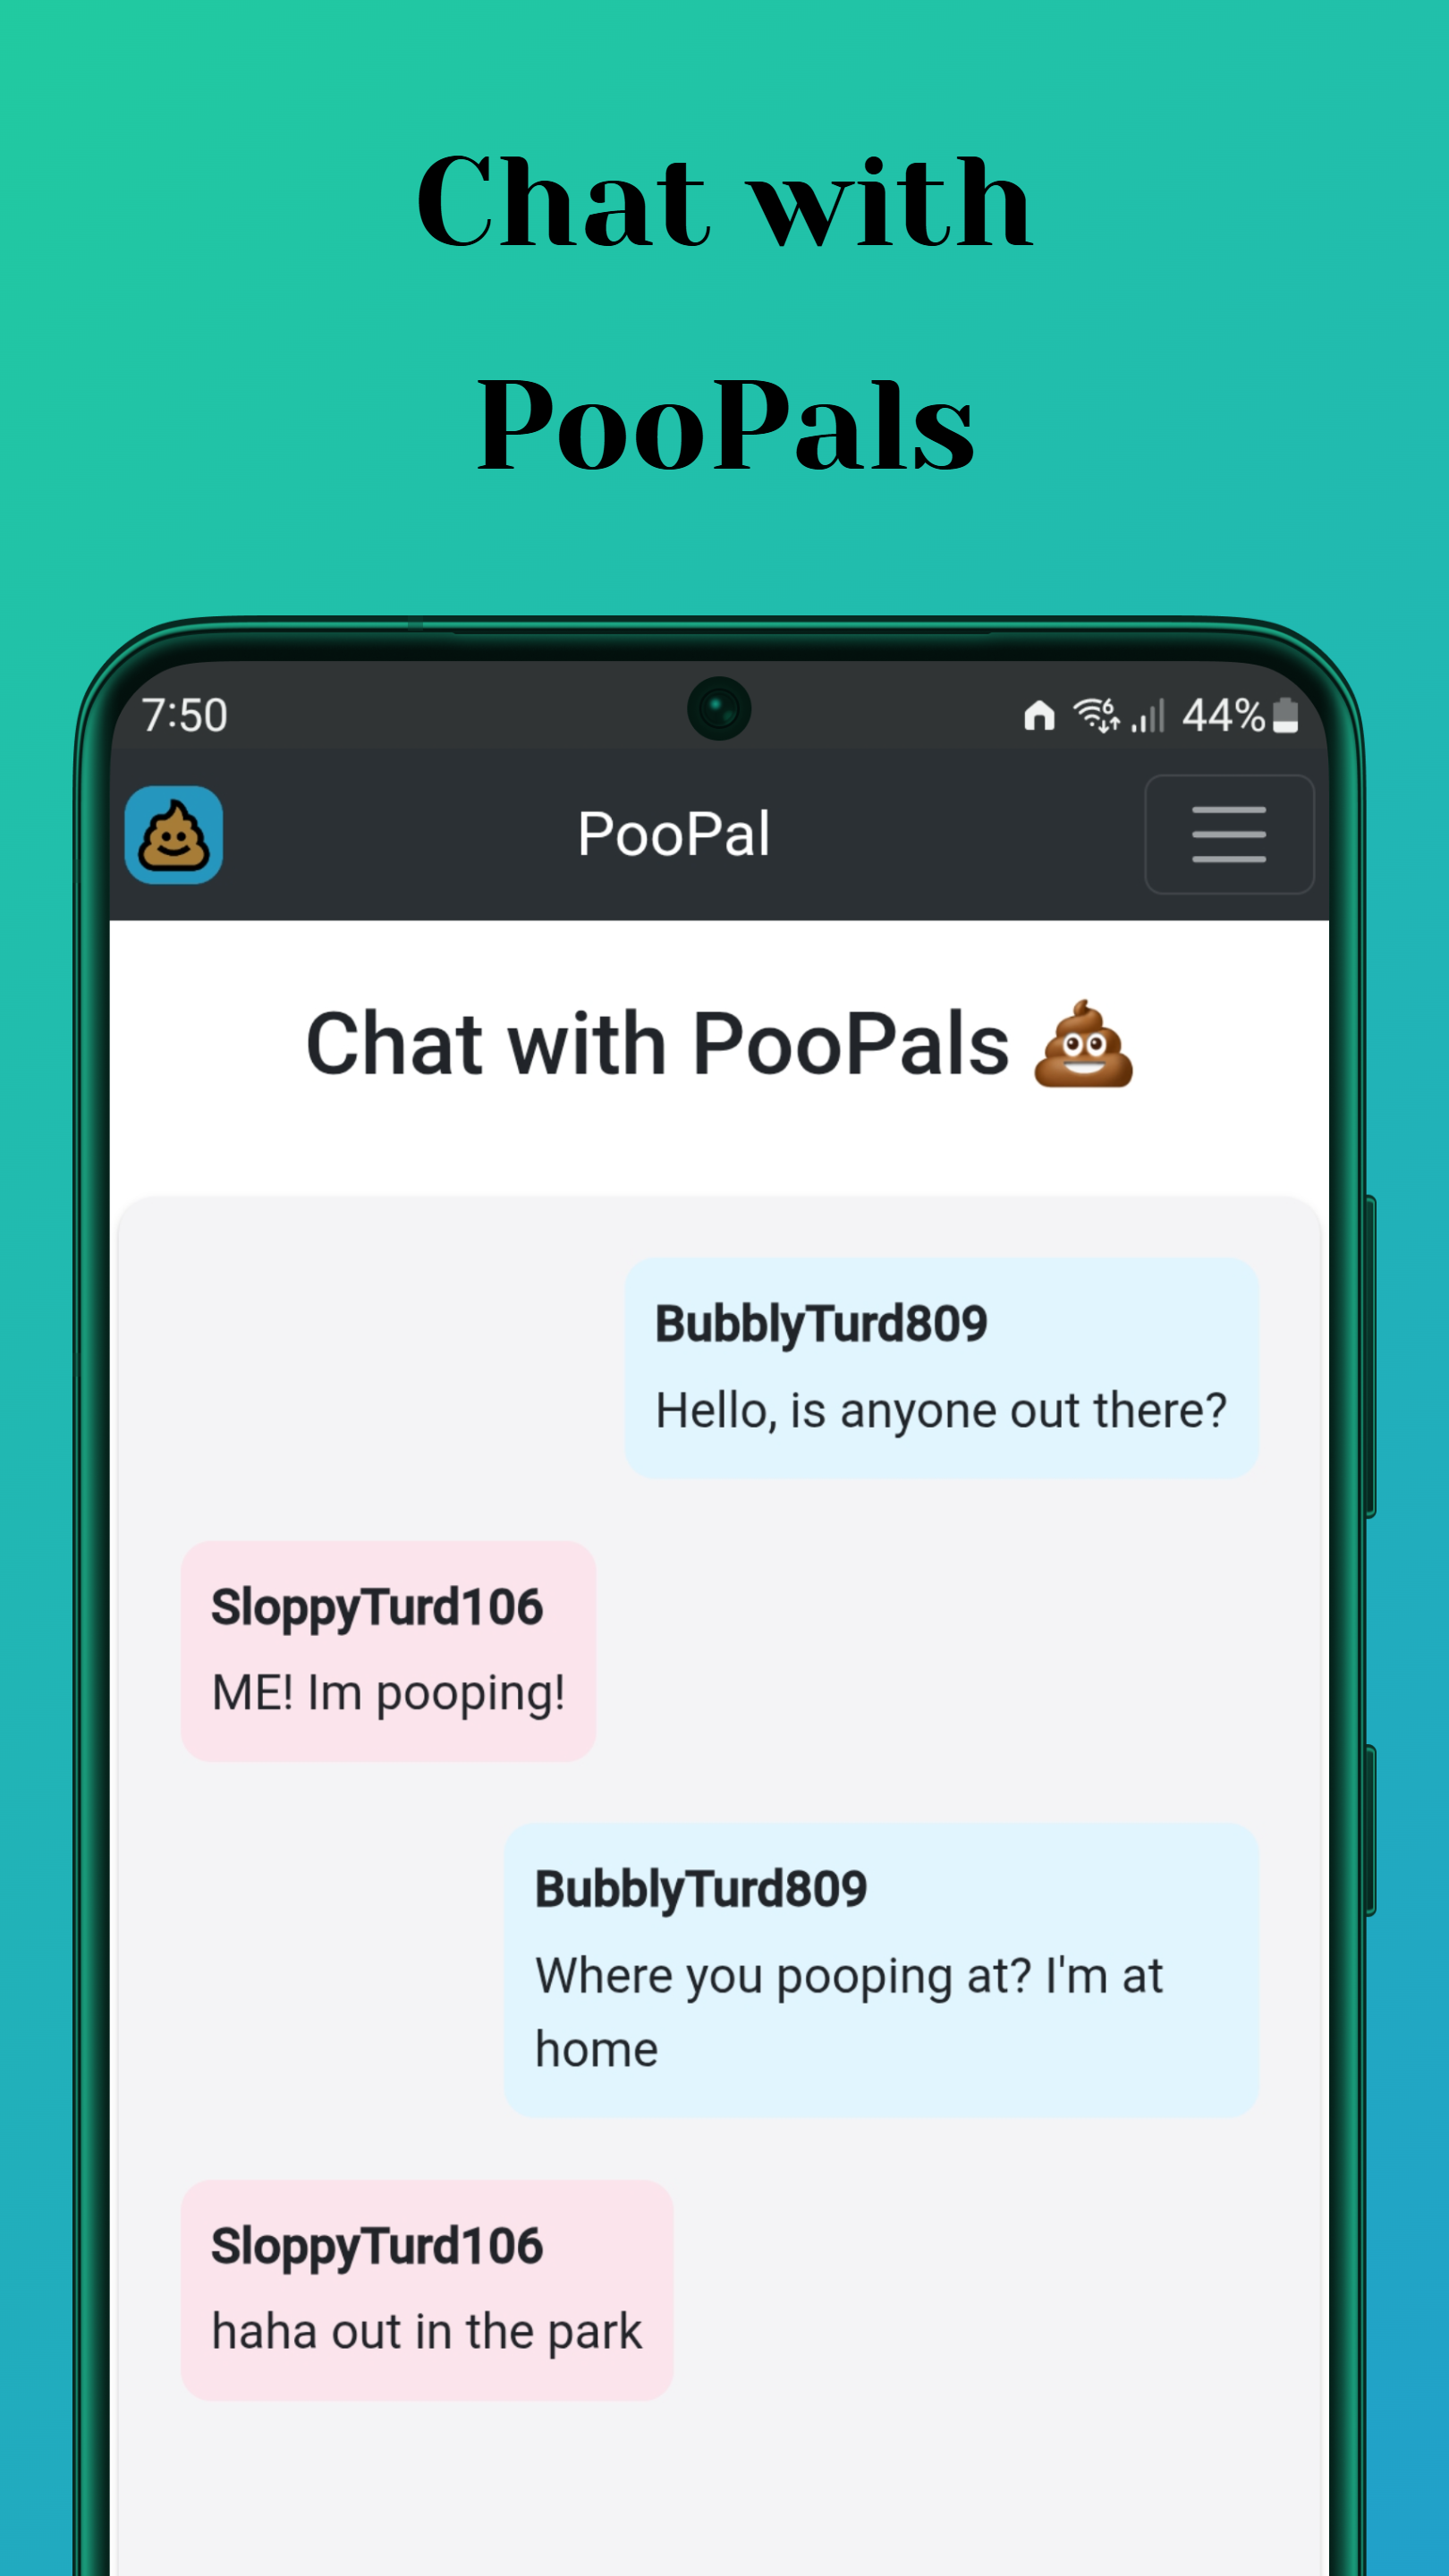 Chat with
PooPals
7:50
6
44%
PooPal
Chat with PooPals 💩
BubblyTurd809
Hello, is anyone out there?
SloppyTurd106
ME! Im pooping!
BubblyTurd809
Where you pooping at? I'm at
home
SloppyTurd106
haha out in the park